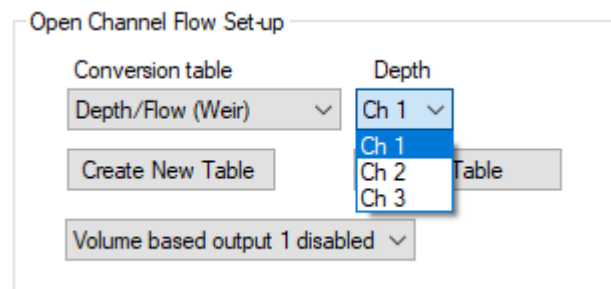 Open Channel Flow Set-up
Conversion table Depth
Depth/Flow (Weir) Ch 1
Ch 1
Create New Table Table
Ch 2
Ch 3
Volume based output 1 disabled